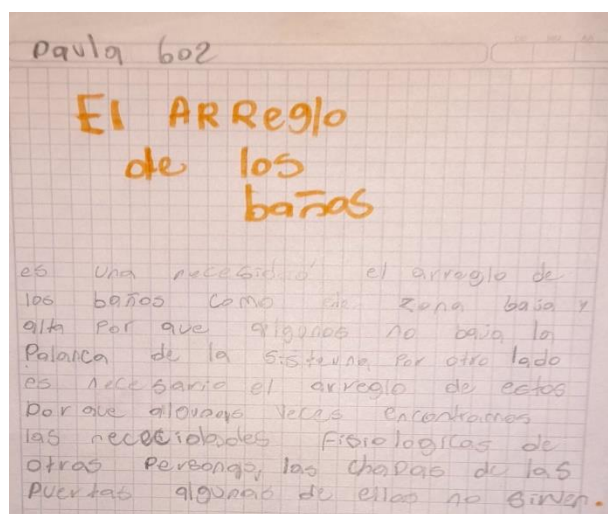 Paula 602
El ARReglo
de los
baños
es una necesidad el arreglo de
los baños como de zona baja y
alta Por que algunos no baja la
Palanca de la sisterna Por otro lado
es necesario el arreglo de estos
Porque algunas veces encontramos
las nececidades Fisiologicas de
otras Personas, las chapas de las
Puertas algunas de ellas no sirven.